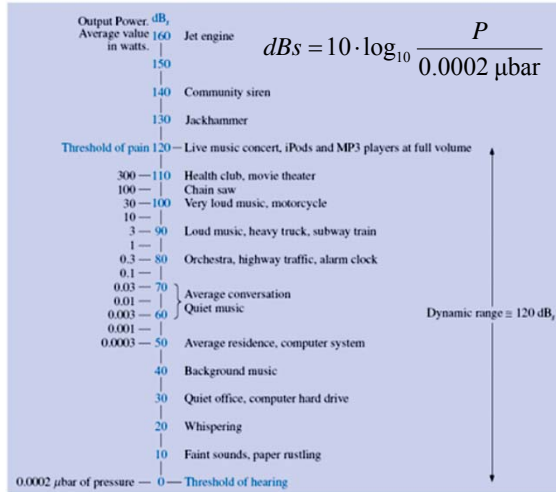 Output Power. dBs
Average value 160 Jet engine
in watts.
dBs = 10 · log10 P / 0.0002 μbar
150
140 Community siren
130 Jackhammer
Threshold of pain 120 — Live music concert, iPods and MP3 players at full volume
300 — 110 Health club, movie theater
100 — Chain saw
30 — 100 Very loud music, motorcycle
10 —
3 — 90 Loud music, heavy truck, subway train
1 —
0.3 — 80 Orchestra, highway traffic, alarm clock
0.1 —
0.03 — 70
Average conversation
0.01 —
Quiet music
0.003 — 60
Dynamic range ≅ 120 dBs
0.001 —
0.0003 — 50 Average residence, computer system
40 Background music
30 Quiet office, computer hard drive
20 Whispering
10 Faint sounds, paper rustling
0.0002 μbar of pressure — 0 — Threshold of hearing